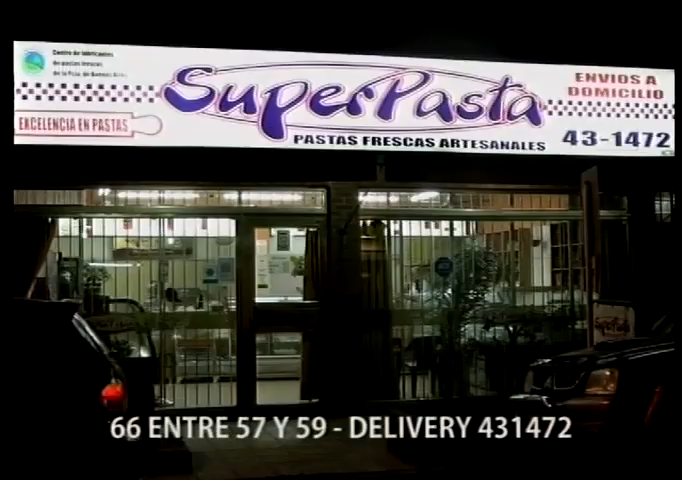 Centro de fabricantes
de pastas frescas
de la Pcia. de Buenos Aires
EXCELENCIA EN PASTAS
SuperPasta
PASTAS FRESCAS ARTESANALES
ENVIOS A
DOMICILIO
43-1472
66 ENTRE 57 Y 59 - DELIVERY 431472